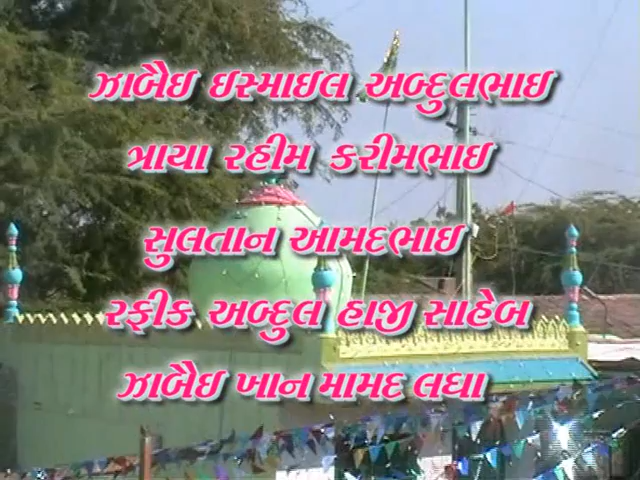 ઝાબૈઇ ઇસ્માઇલ અબ્દુલભાઇ
ત્રાયા રહીમ કરીમભાઇ
સુલતાન આમદભાઇ
રફીક અબ્દુલ હાજી સાહેબ
ઝાબૈઇ ખાન મામદ લઘા